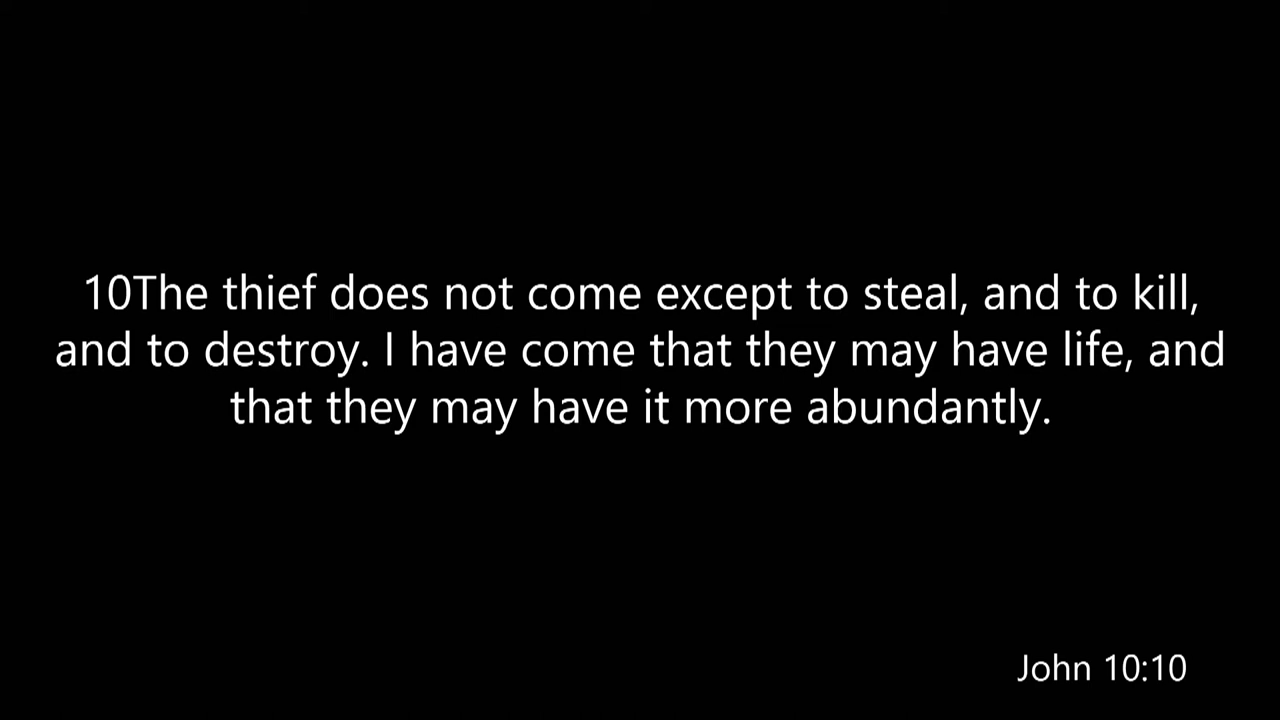 10The thief does not come except to steal, and to kill,
and to destroy. I have come that they may have life, and
that they may have it more abundantly.
John 10:10